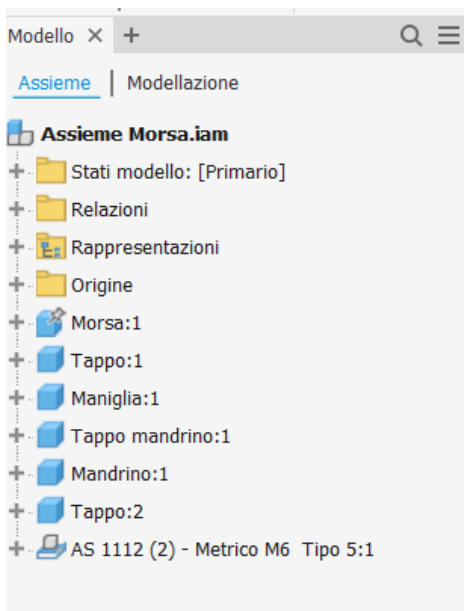 Modello
Assieme | Modellazione
Assieme Morsa.iam
Stati modello: [Primario]
Relazioni
Rappresentazioni
Origine
Morsa:1
Tappo:1
Maniglia:1
Tappo mandrino:1
Mandrino:1
Tappo:2
AS 1112 (2) - Metrico M6 Tipo 5:1